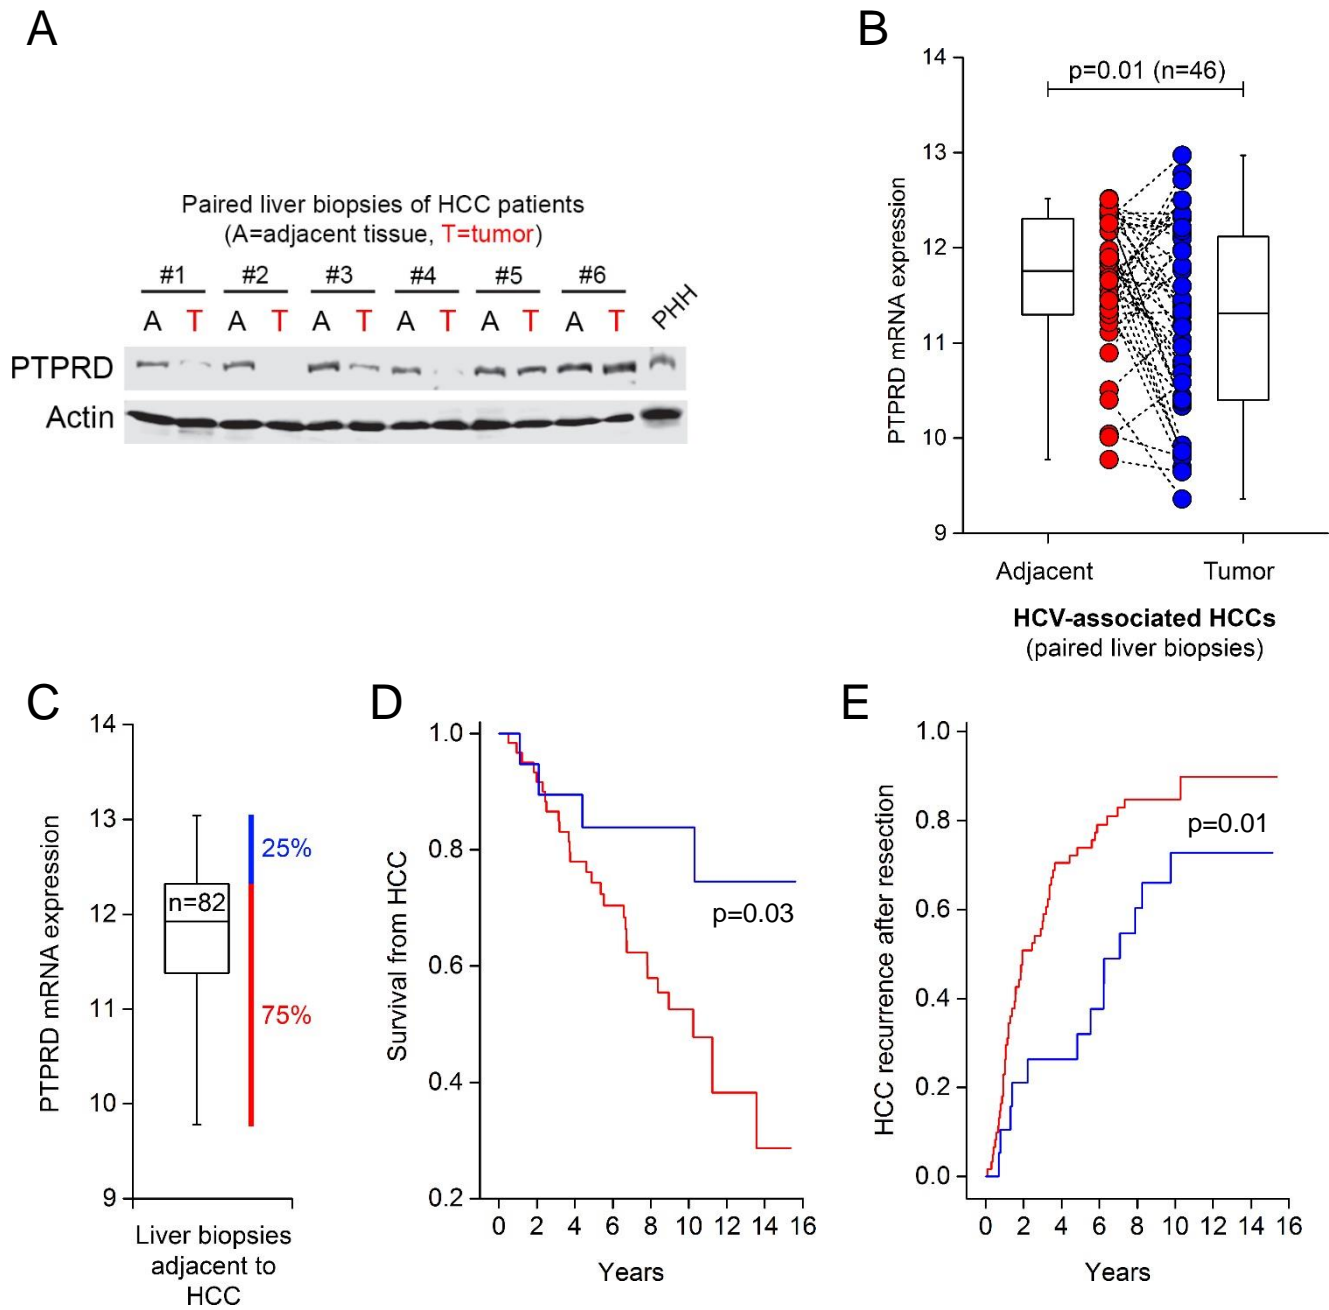 A
Paired liver biopsies of HCC patients
(A=adjacent tissue, T=tumor)
#1 #2 #3 #4 #5 #6
A T A T A T A T A T A T PHH
PTPRD
Actin
B
14
13
12
11
10
9
PTPRD mRNA expression
p=0.01 (n=46)
Adjacent Tumor
HCV-associated HCCs
(paired liver biopsies)
C
14
13
12
11
10
9
PTPRD mRNA expression
n=82
25%
75%
Liver biopsies
adjacent to
HCC
D
1.0
0.8
0.6
0.4
0.2
Survival from HCC
p=0.03
0 2 4 6 8 10 12 14 16
Years
E
1.0
0.8
0.6
0.4
0.2
0.0
HCC recurrence after resection
p=0.01
0 2 4 6 8 10 12 14 16
Years